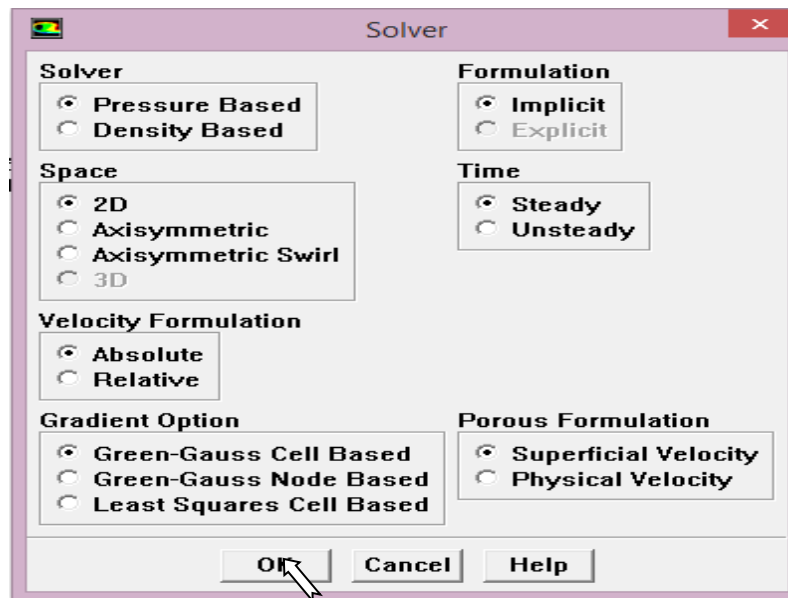 Solver
Solver
Pressure Based
Density Based
Formulation
Implicit
Explicit
Space
2D
Axisymmetric
Axisymmetric Swirl
3D
Time
Steady
Unsteady
Velocity Formulation
Absolute
Relative
Gradient Option
Green-Gauss Cell Based
Green-Gauss Node Based
Least Squares Cell Based
Porous Formulation
Superficial Velocity
Physical Velocity
OK Cancel Help